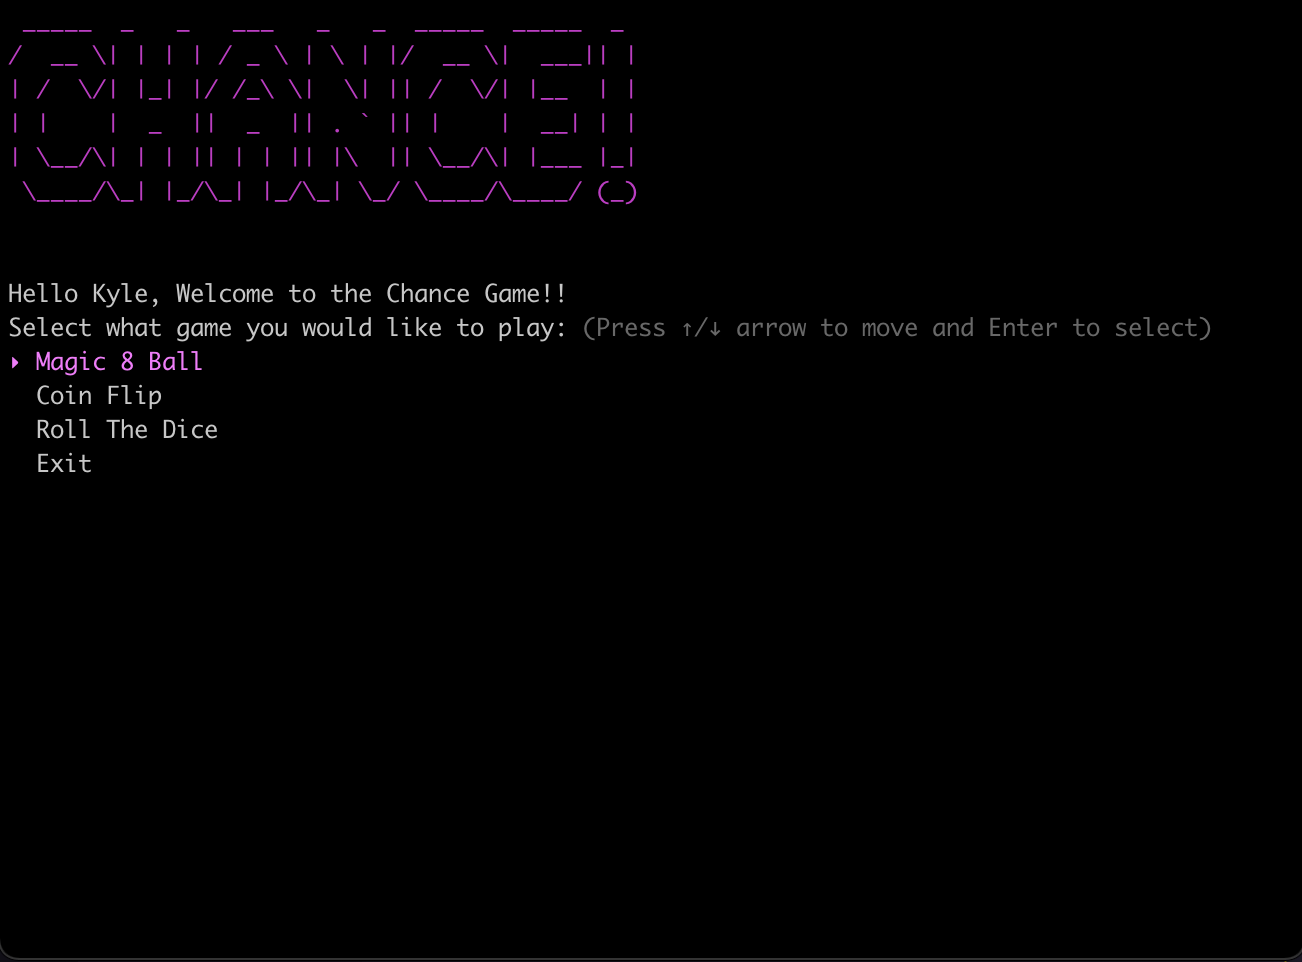 CHANCE!
Hello Kyle, Welcome to the Chance Game!!
Select what game you would like to play: (Press ↑/↓ arrow to move and Enter to select)
▸ Magic 8 Ball
Coin Flip
Roll The Dice
Exit